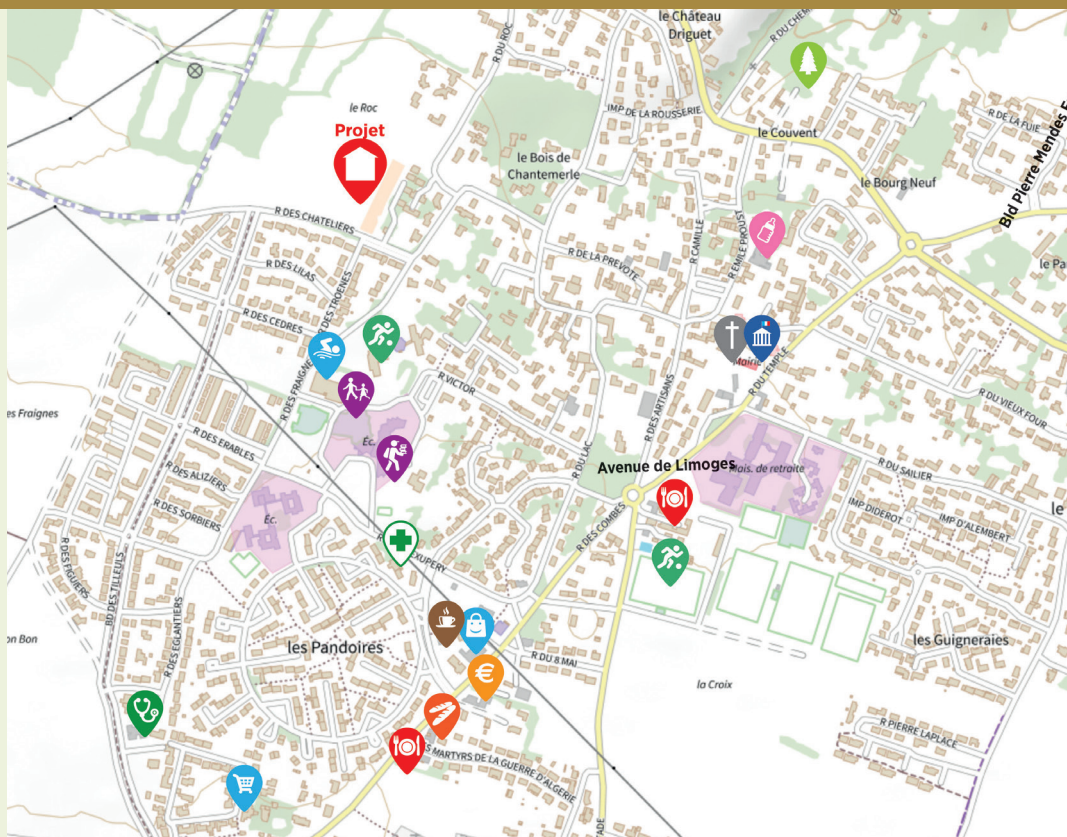 le Château
Driguet
R DU CHEM
R DU ROC
le Roc
IMP DE LA ROUSSERIE
R DE LA FUIE
Bld Pierre Mendes F
Projet
le Couvent
le Bois de
Chantemerle
le Bourg Neuf
R DES CHATELIERS
R CAMILLE
R EMILE PROUST
R DE LA PREVOTE
le Pa
R DES LILAS
R DES TROENES
R DES CEDRES
Mairie
R DU TEMPLE
R DES FRAIGNE
R VICTOR
R DES ARTISANS
R DU VIEUX FOUR
es Fraignes
R DES ERABLES
Éc.
R DU LAC
Avenue de Limoges
Mais. de retraite
R DU SAILIER
R DES ALIZIERS
R DES SORBIERS
Éc.
IMP DIDEROT
IMP D'ALEMBERT
le
R DES COMBES
EXUPERY
R DES FIGUIERS
BD DES TILLEULS
R DES EGLANTIERS
on Bon
les Pandoires
€
R DU 8 MAI
la Croix
les Guigneraies
R PIERRE LAPLACE
S MARTYRS DE LA GUERRE D'ALGERIE
ADE